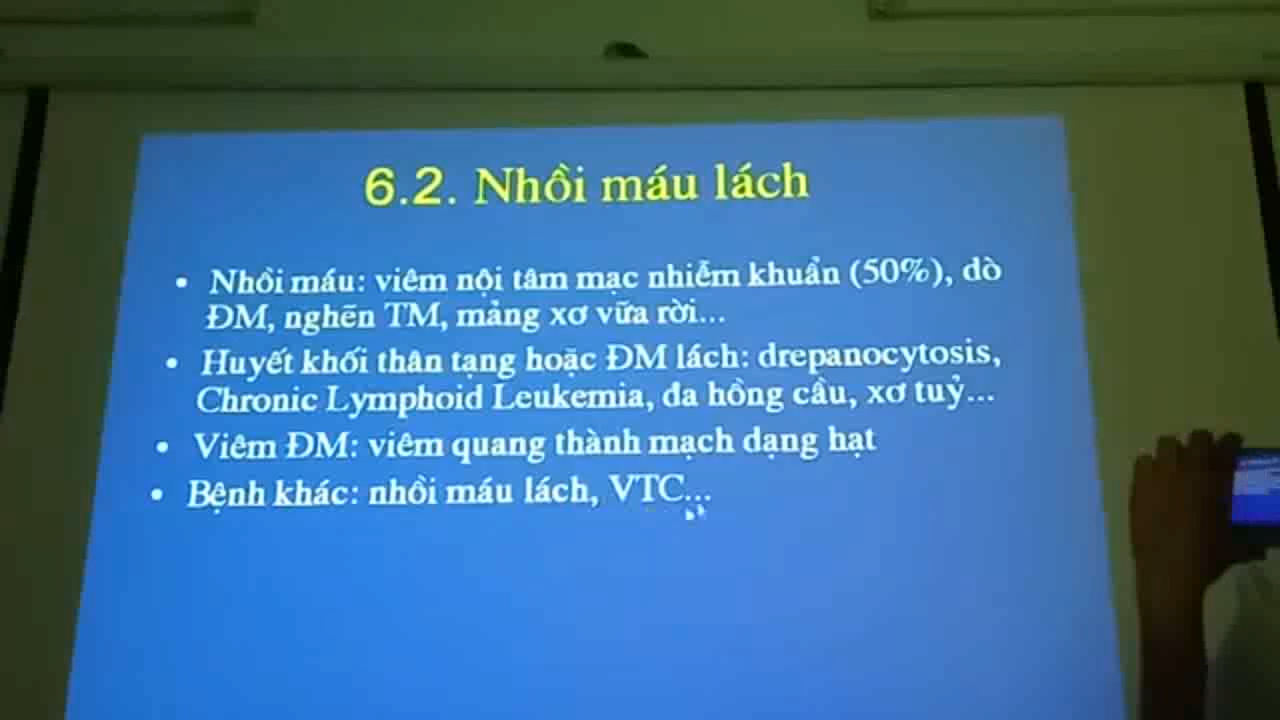 6.2. Nhồi máu lách
• Nhồi máu: viêm nội tâm mạc nhiễm khuẩn (50%), dò
ĐM, nghẽn TM, mảng xơ vữa rời...
• Huyết khối thân tạng hoặc ĐM lách: drepanocytosis,
Chronic Lymphoid Leukemia, đa hồng cầu, xơ tuỷ...
• Viêm ĐM: viêm quang thành mạch dạng hạt
• Bệnh khác: nhồi máu lách, VTC...